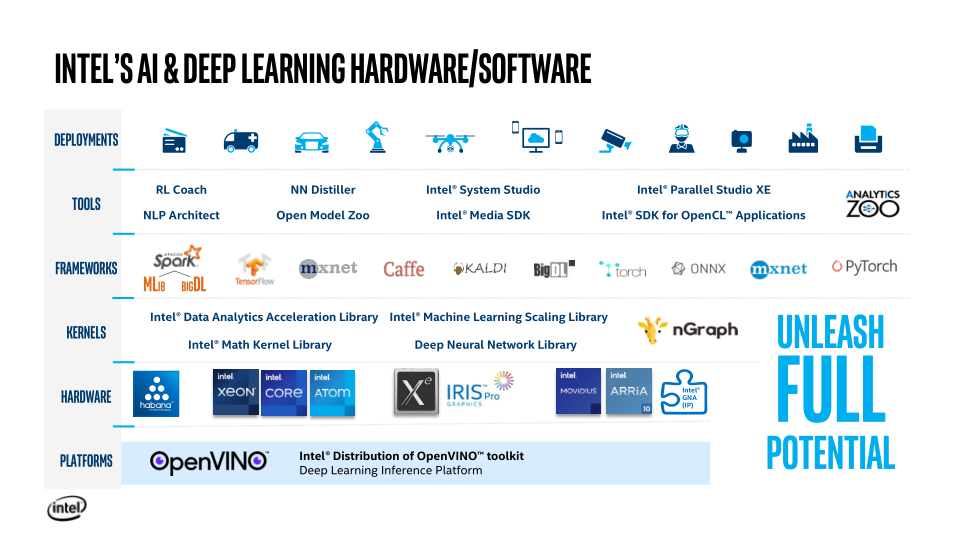 INTEL'S AI & DEEP LEARNING HARDWARE/SOFTWARE
DEPLOYMENTS
TOOLS
RL Coach
NN Distiller
Intel® System Studio
Intel® Parallel Studio XE
NLP Architect
Open Model Zoo
Intel® Media SDK
Intel® SDK for OpenCL™ Applications
ANALYTICS
ZOO
FRAMEWORKS
APACHE
Spark
MLIB
BIGDL
TensorFlow
mxnet
Caffe
KALDI
BigDL
torch
ONNX
mxnet
PyTorch
KERNELS
Intel® Data Analytics Acceleration Library
Intel® Machine Learning Scaling Library
Intel® Math Kernel Library
Deep Neural Network Library
nGraph
HARDWARE
habana
intel.
XEON
intel.
CORE
intel.
ATOM
Xe
IRIS™
Pro
GRAPHICS
intel.
MOVIDIUS
intel.
ARRIA
10
Intel®
GNA
(IP)
UNLEASH
FULL
POTENTIAL
PLATFORMS
OpenVINO™
Intel® Distribution of OpenVINO™ toolkit
Deep Learning Inference Platform
intel